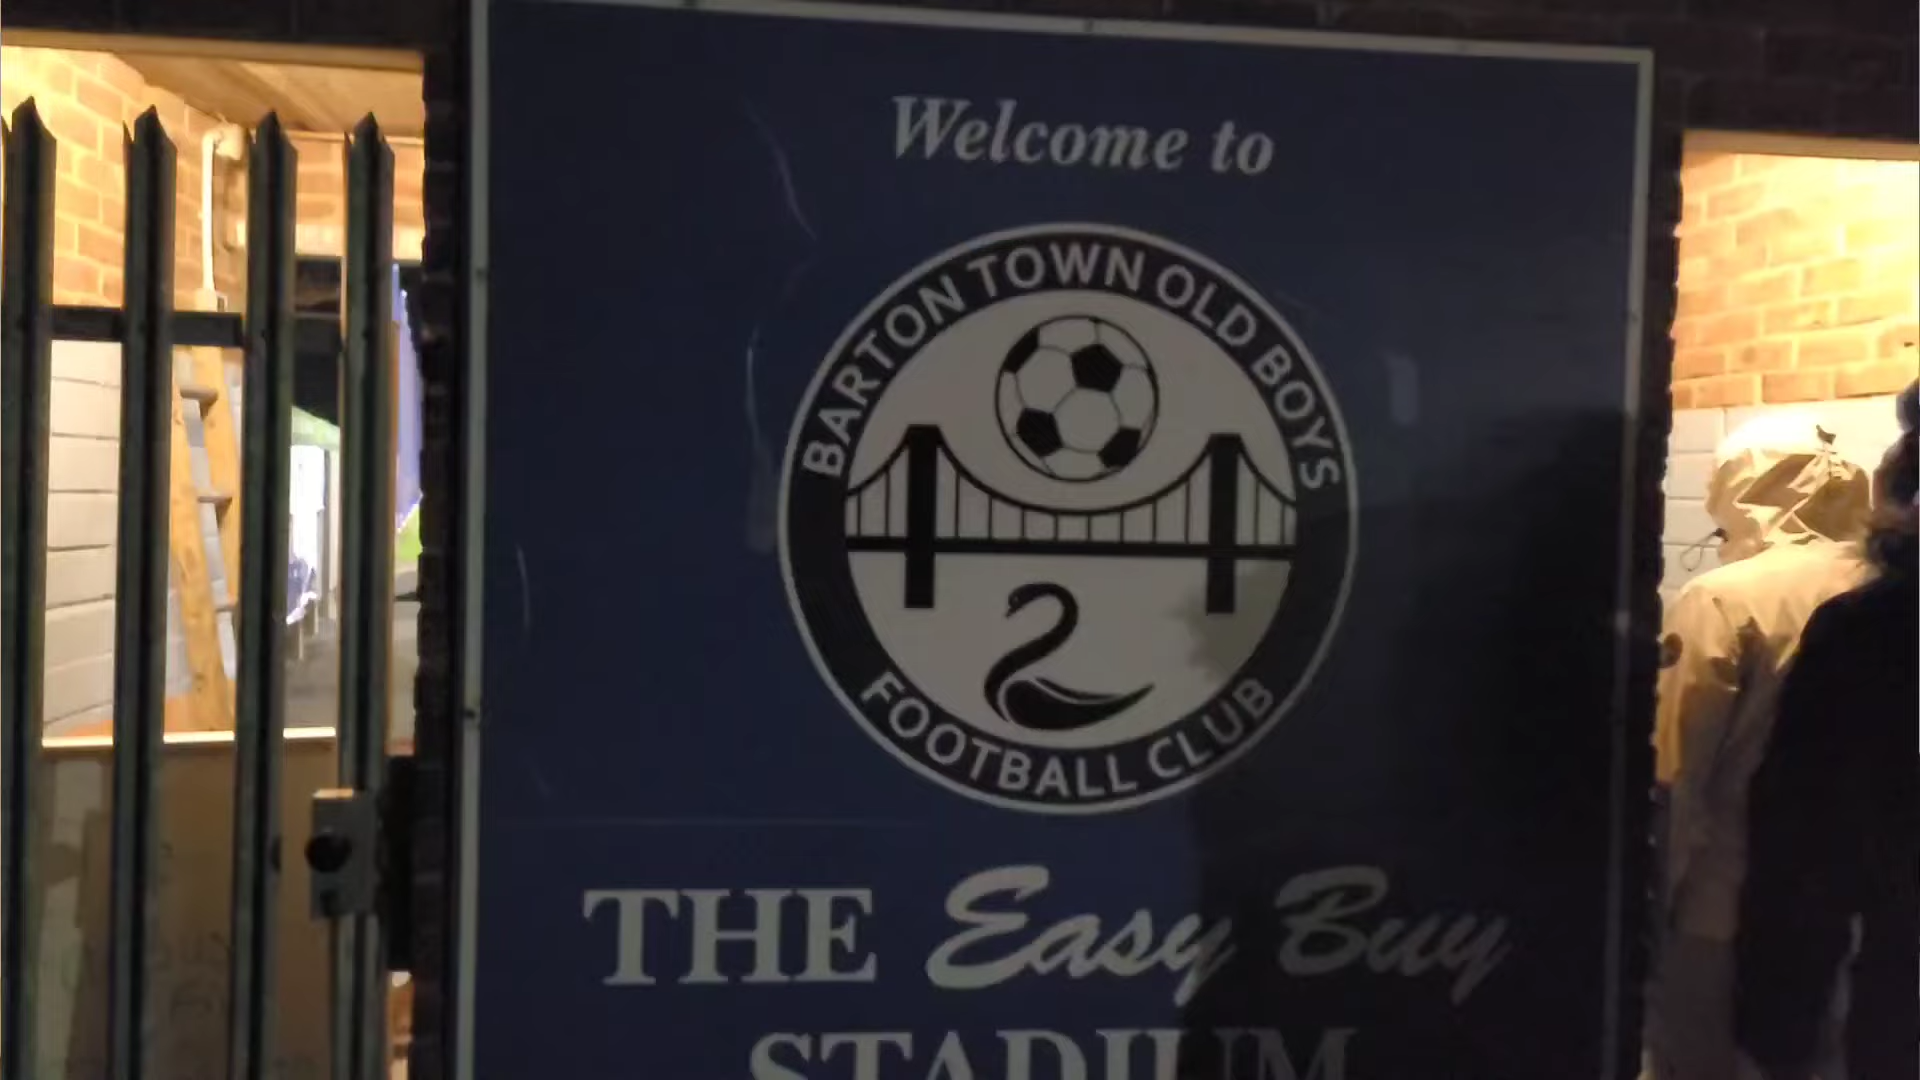 Welcome to
BARTON TOWN OLD BOYS
FOOTBALL CLUB
THE Easy Buy
STADIUM